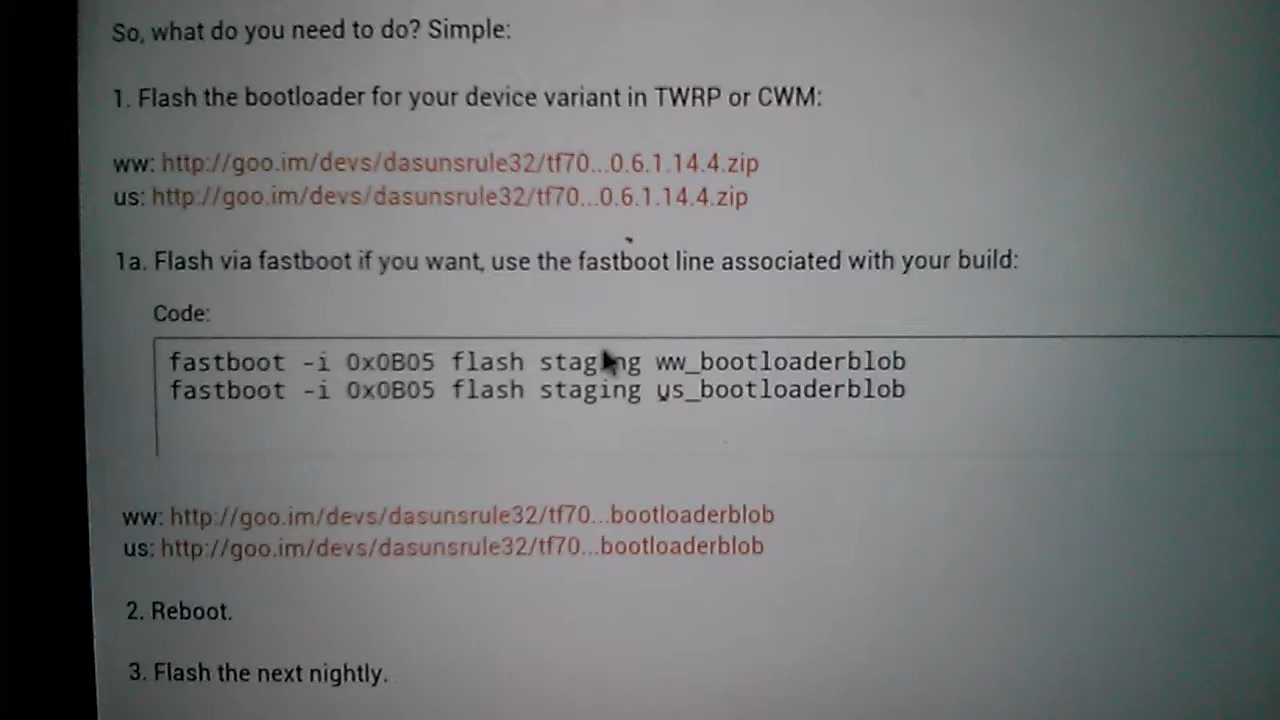 So, what do you need to do? Simple:
1. Flash the bootloader for your device variant in TWRP or CWM:
ww: http://goo.im/devs/dasunsrule32/tf70...0.6.1.14.4.zip
us: http://goo.im/devs/dasunsrule32/tf70...0.6.1.14.4.zip
1a. Flash via fastboot if you want, use the fastboot line associated with your build:
Code:
fastboot -i 0x0B05 flash staging ww_bootloaderblob
fastboot -i 0x0B05 flash staging us_bootloaderblob
ww: http://goo.im/devs/dasunsrule32/tf70...bootloaderblob
us: http://goo.im/devs/dasunsrule32/tf70...bootloaderblob
2. Reboot.
3. Flash the next nightly.